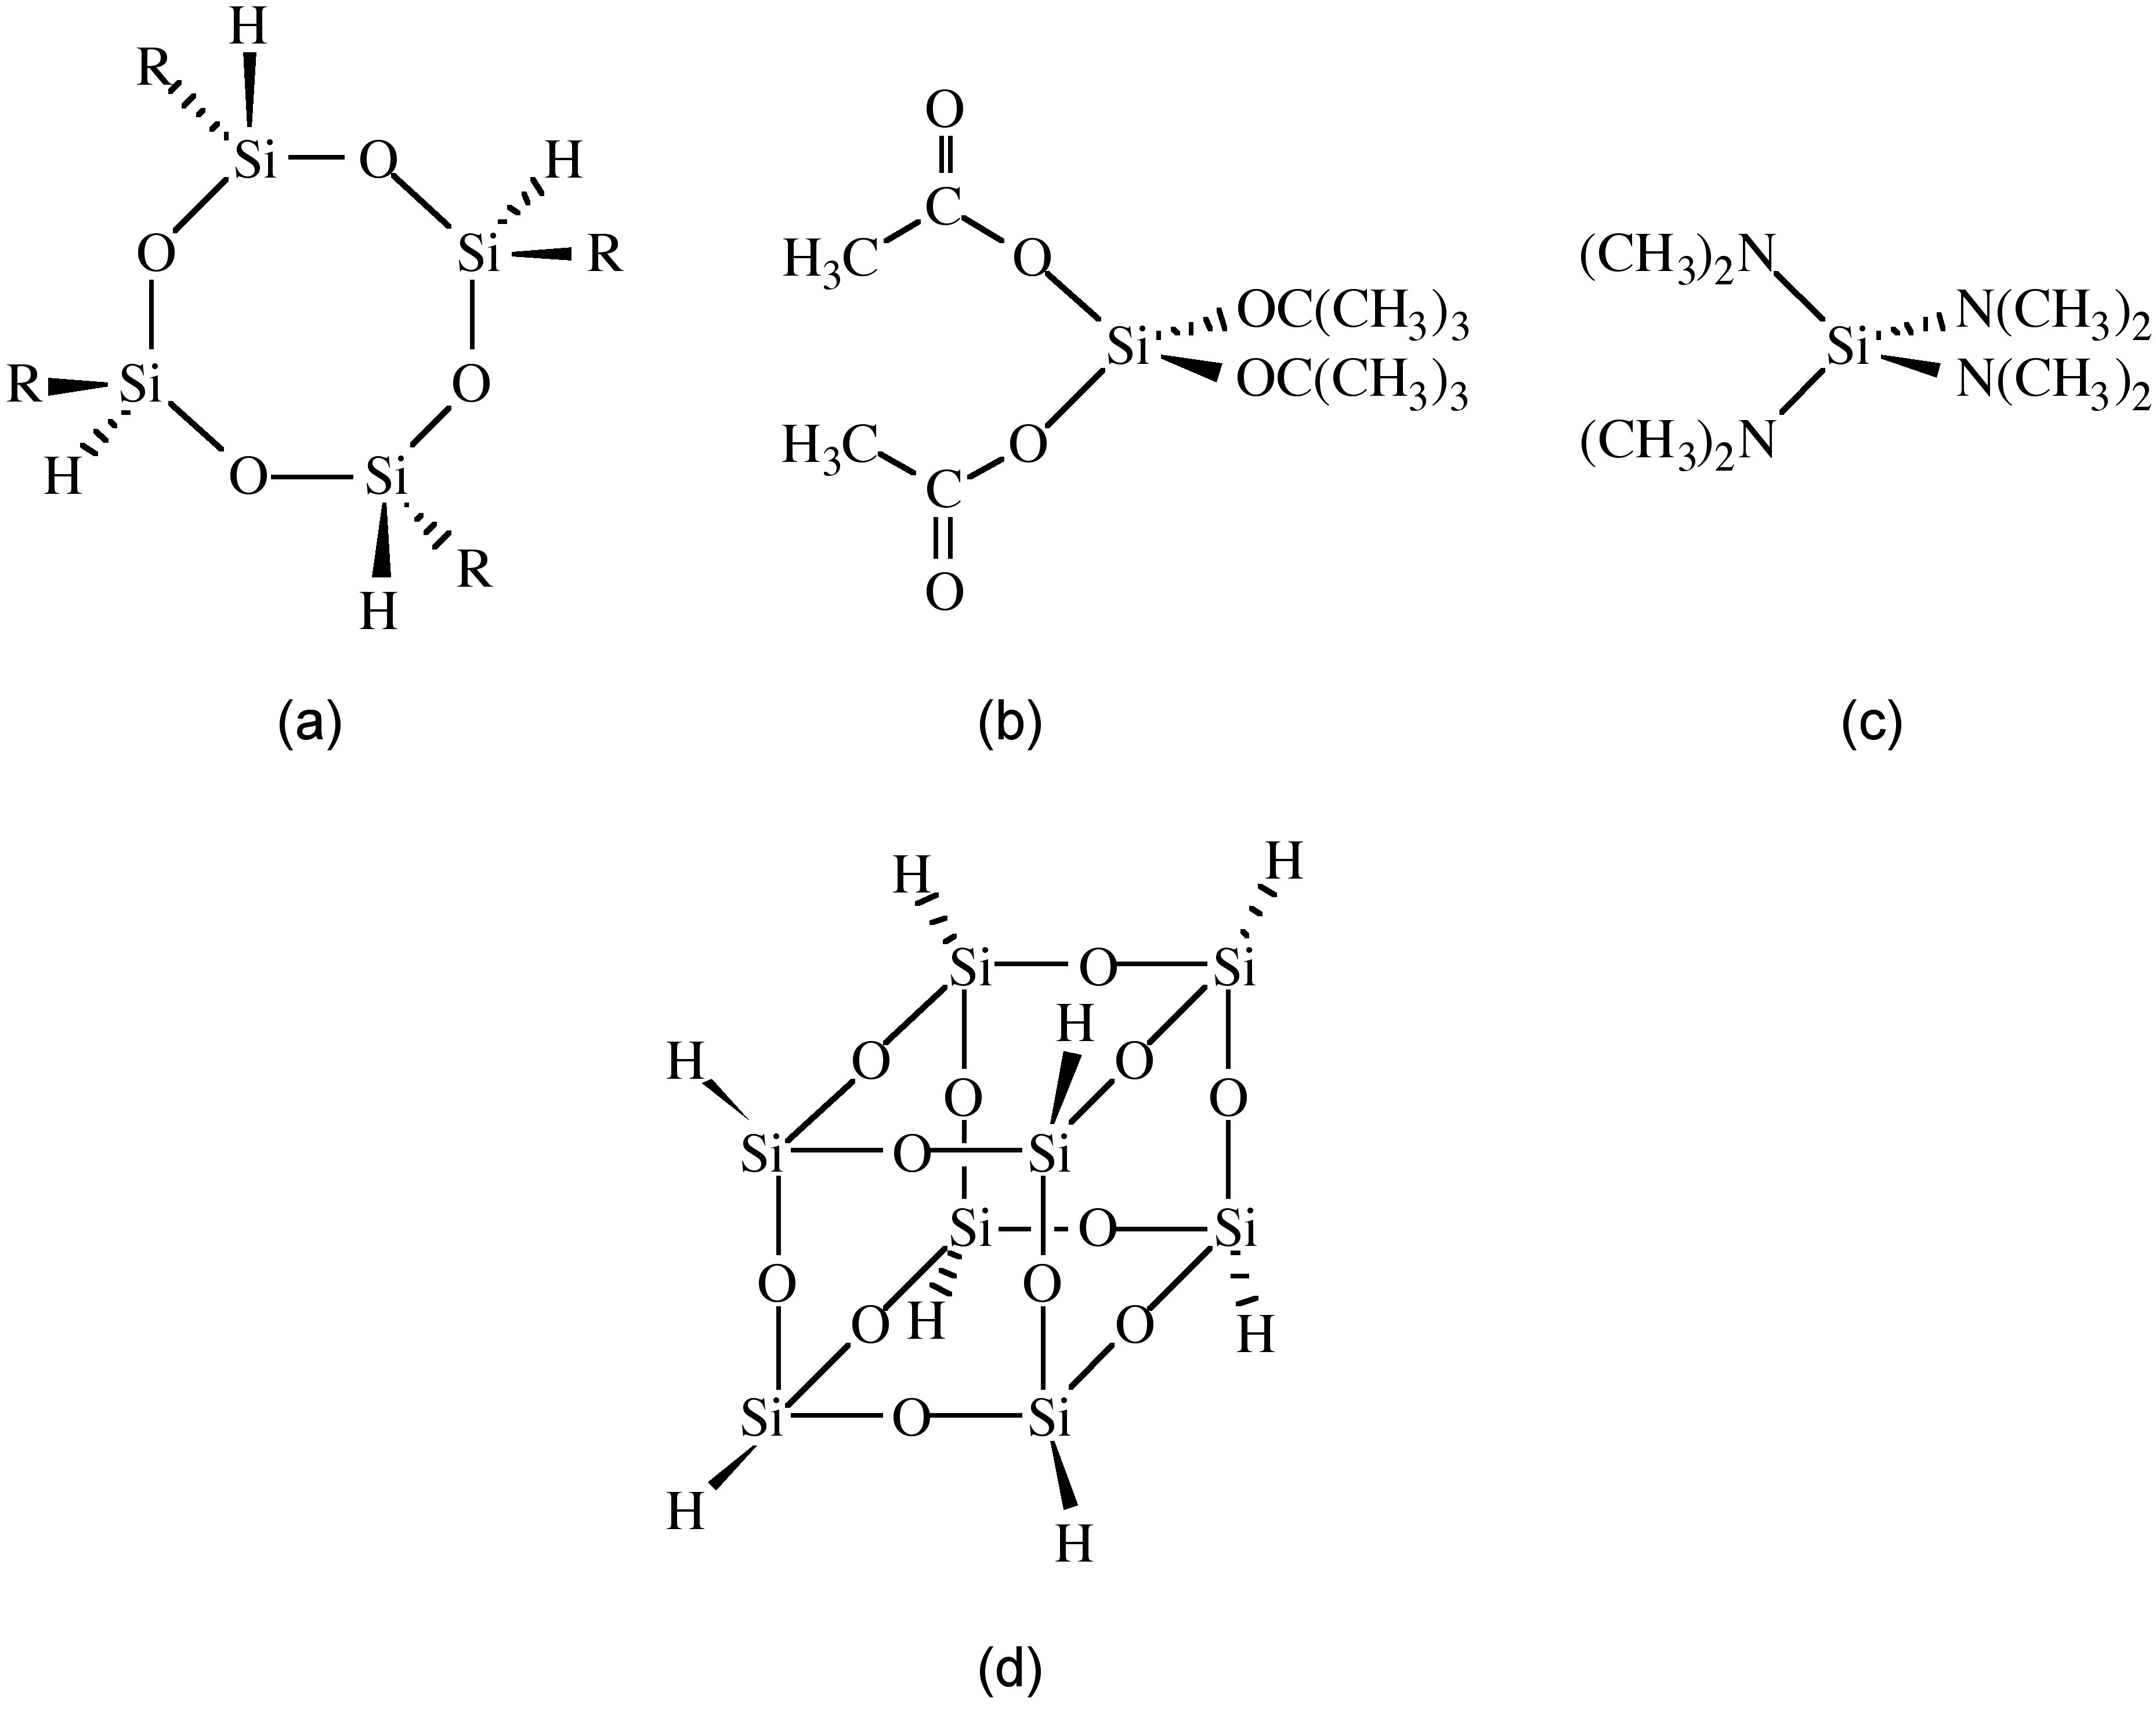 H
R
Si O H
O Si R
R Si O
H O Si
R
H
O
C
H₃C O
Si OC(CH₃)₃
OC(CH₃)₃
H₃C O
C
O
(CH₃)₂N
Si N(CH₃)₂
N(CH₃)₂
(CH₃)₂N
(a) (b) (c)
H H
Si O Si
H
H O O
O O
Si O Si
Si O Si
O O
O H O H
Si O Si
H H
(d)